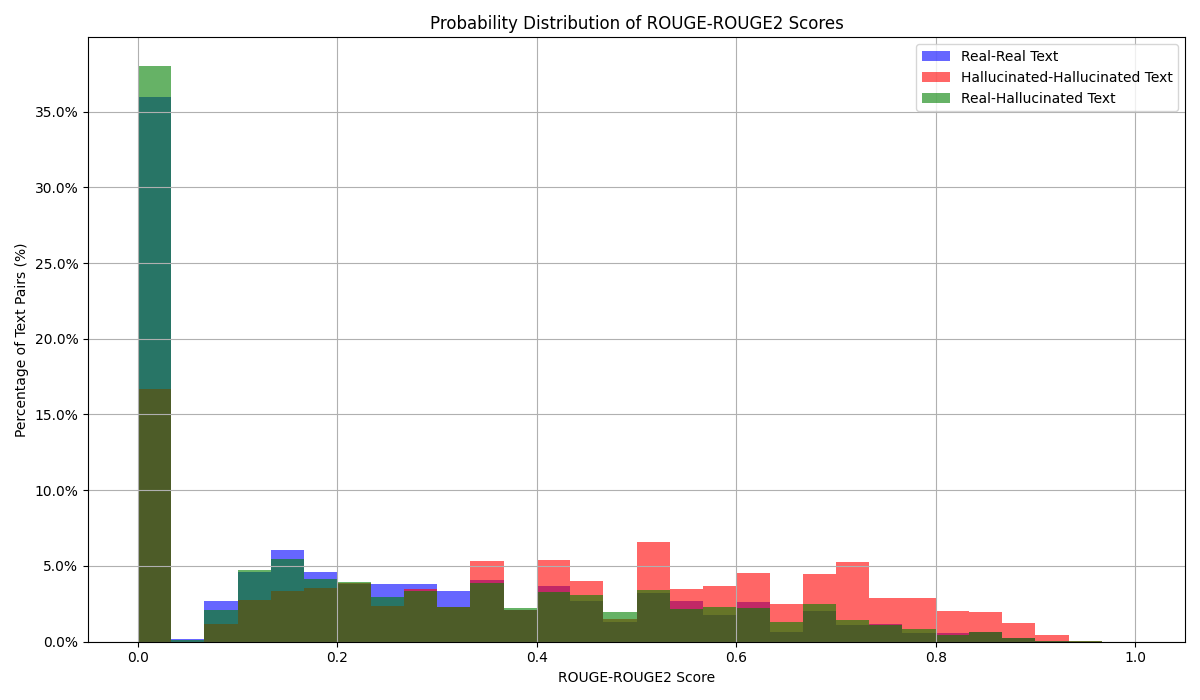 Probability Distribution of ROUGE-ROUGE2 Scores
Real-Real Text
Hallucinated-Hallucinated Text
Real-Hallucinated Text
Percentage of Text Pairs (%)
35.0%
30.0%
25.0%
20.0%
15.0%
10.0%
5.0%
0.0%
0.0 0.2 0.4 0.6 0.8 1.0
ROUGE-ROUGE2 Score